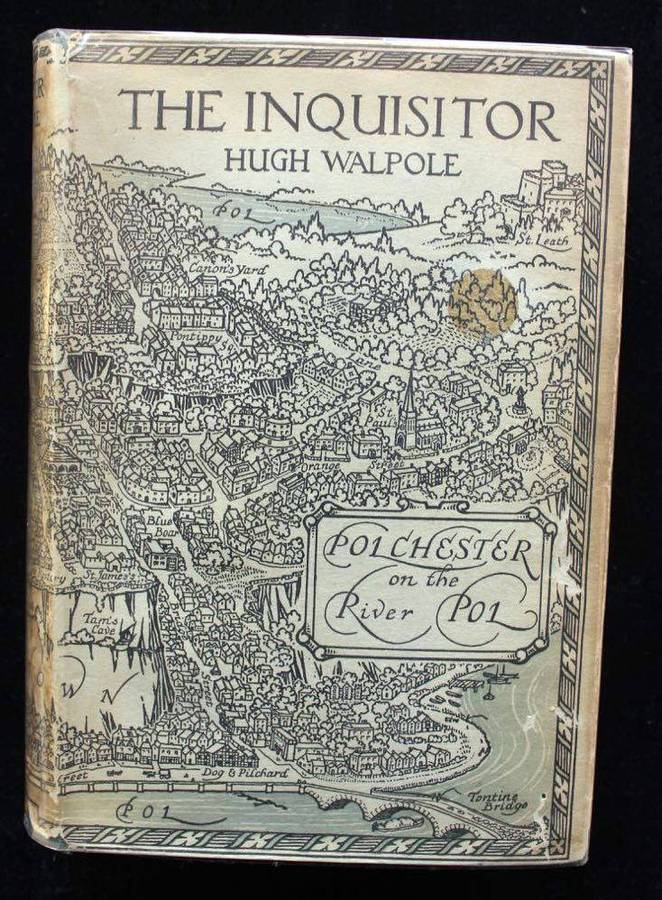 THE INQUISITOR
HUGH WALPOLE
POL
St. Leath
Canon's Yard
Pontippy
St.
Paul's
Orange Street
Blue
Boar
St. James's
Tam's
Cave
W N
POLCHESTER
on the
River POL
Street
Dog & Pilchard
Tontine
Bridge
POL